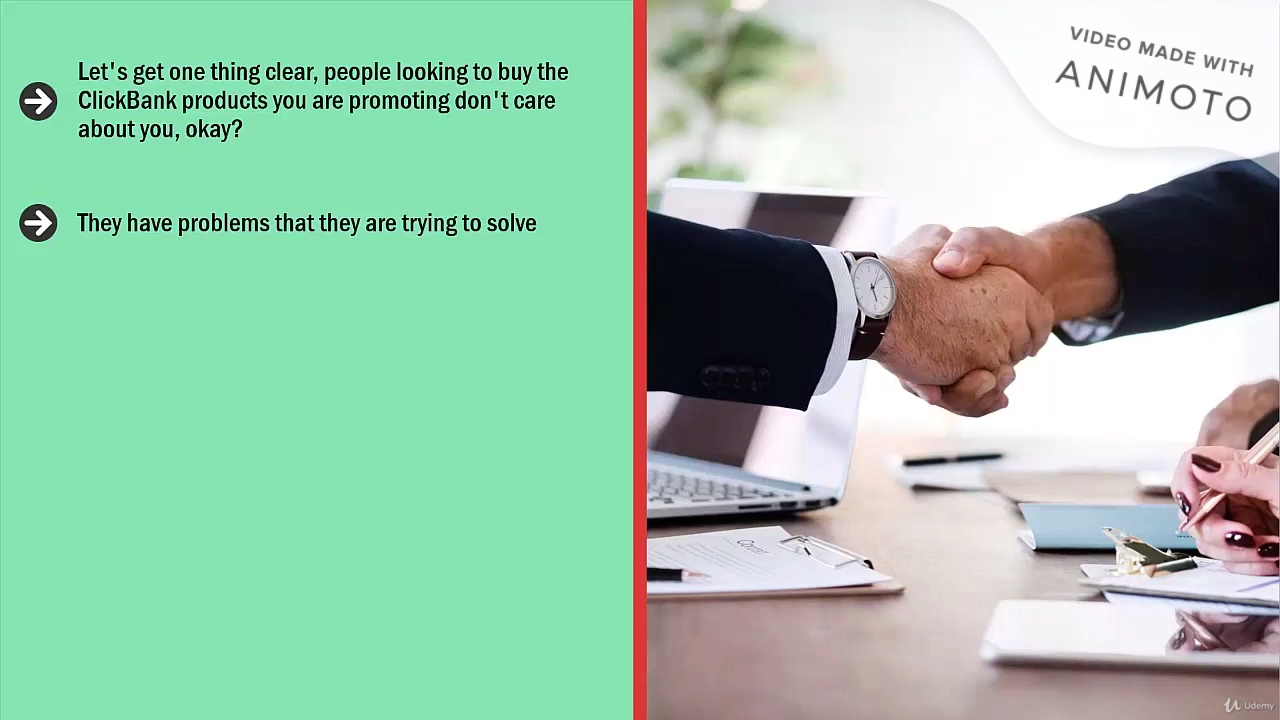 Let's get one thing clear, people looking to buy the
ClickBank products you are promoting don't care
about you, okay?
They have problems that they are trying to solve
VIDEO MADE WITH
ANIMOTO
Contract
Udemy